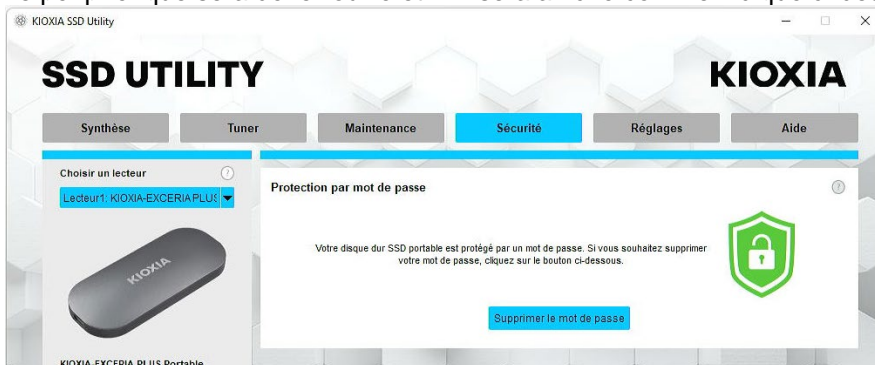 KIOXIA SSD Utility
SSD UTILITY
KIOXIA
Synthèse
Tuner
Maintenance
Sécurité
Réglages
Aide
Choisir un lecteur
?
Lecteur1: KIOXIA-EXCERIA PLUS
KIOXIA
KIOXIA-EXCERIA PLUS Portable
Protection par mot de passe
?
Votre disque dur SSD portable est protégé par un mot de passe. Si vous souhaitez supprimer
votre mot de passe, cliquez sur le bouton ci-dessous.
Supprimer le mot de passe